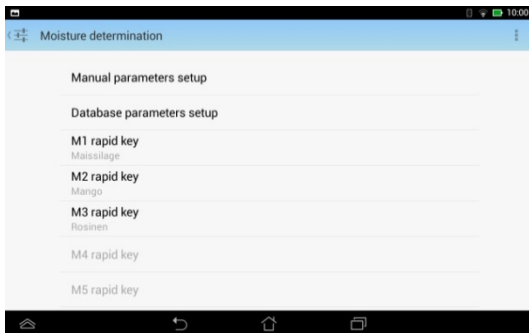 10:00
Moisture determination
Manual parameters setup
Database parameters setup
M1 rapid key
Maissilage
M2 rapid key
Mango
M3 rapid key
Rosinen
M4 rapid key
M5 rapid key